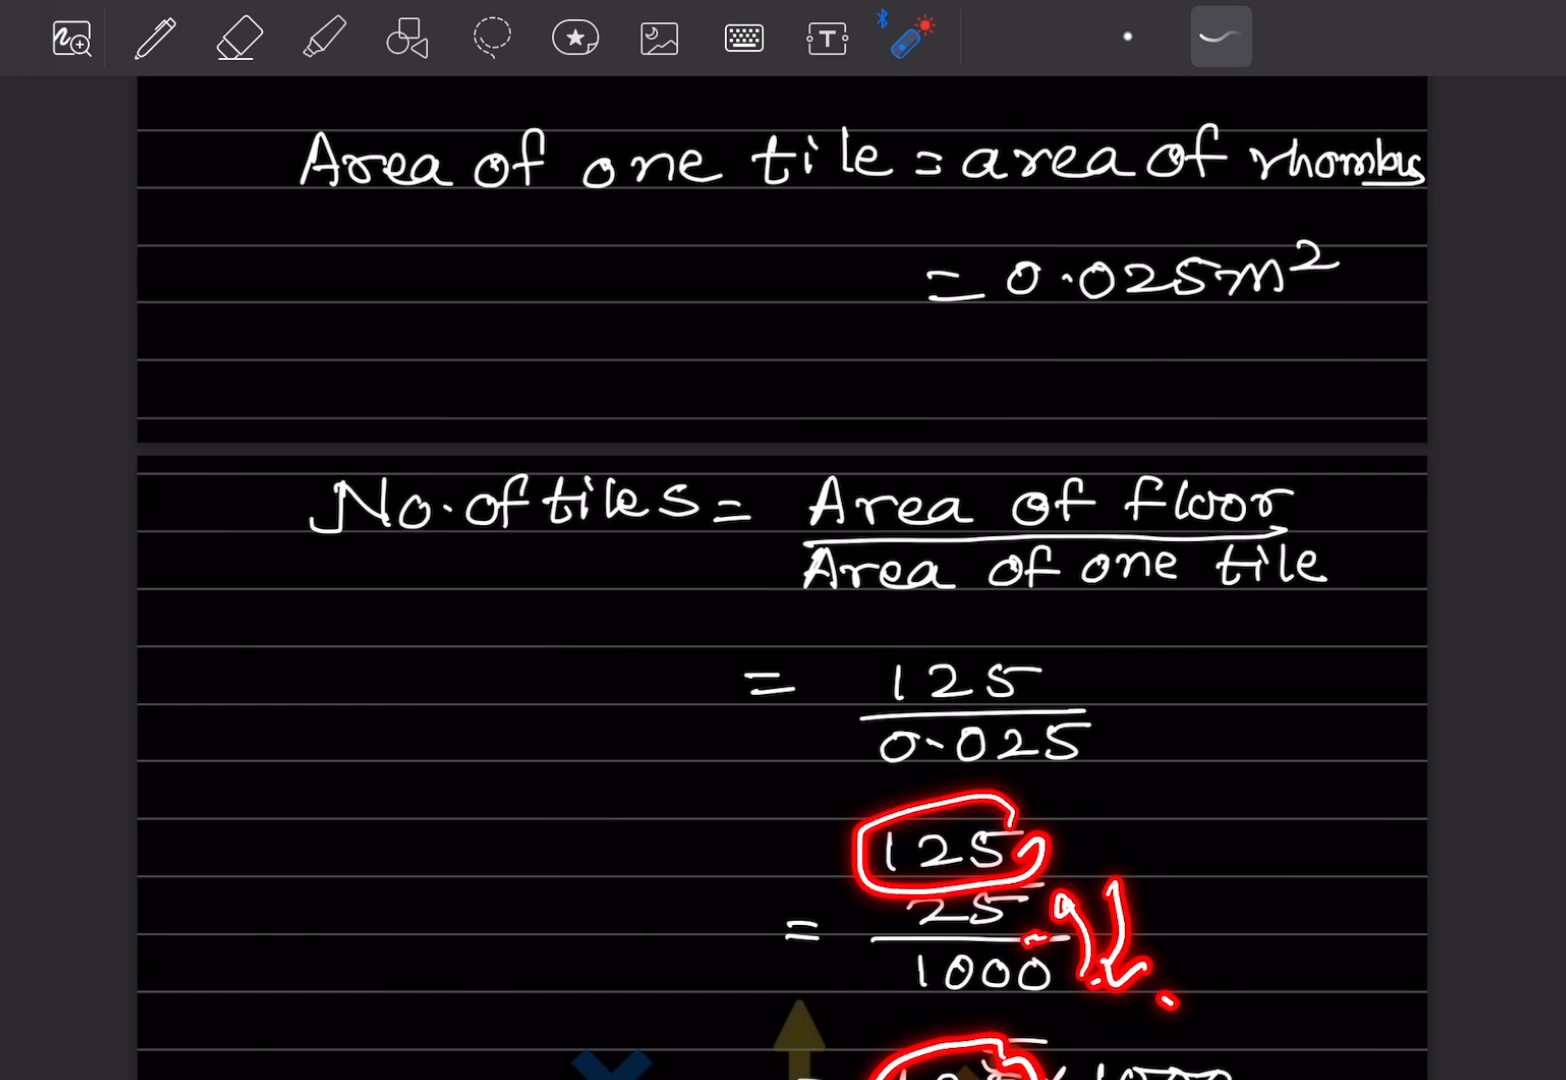 Area of one tile = area of rhombus
= 0.025m²
No. of tiles = Area of floor
Area of one tile
= 125
0.025
125
= 25
1000